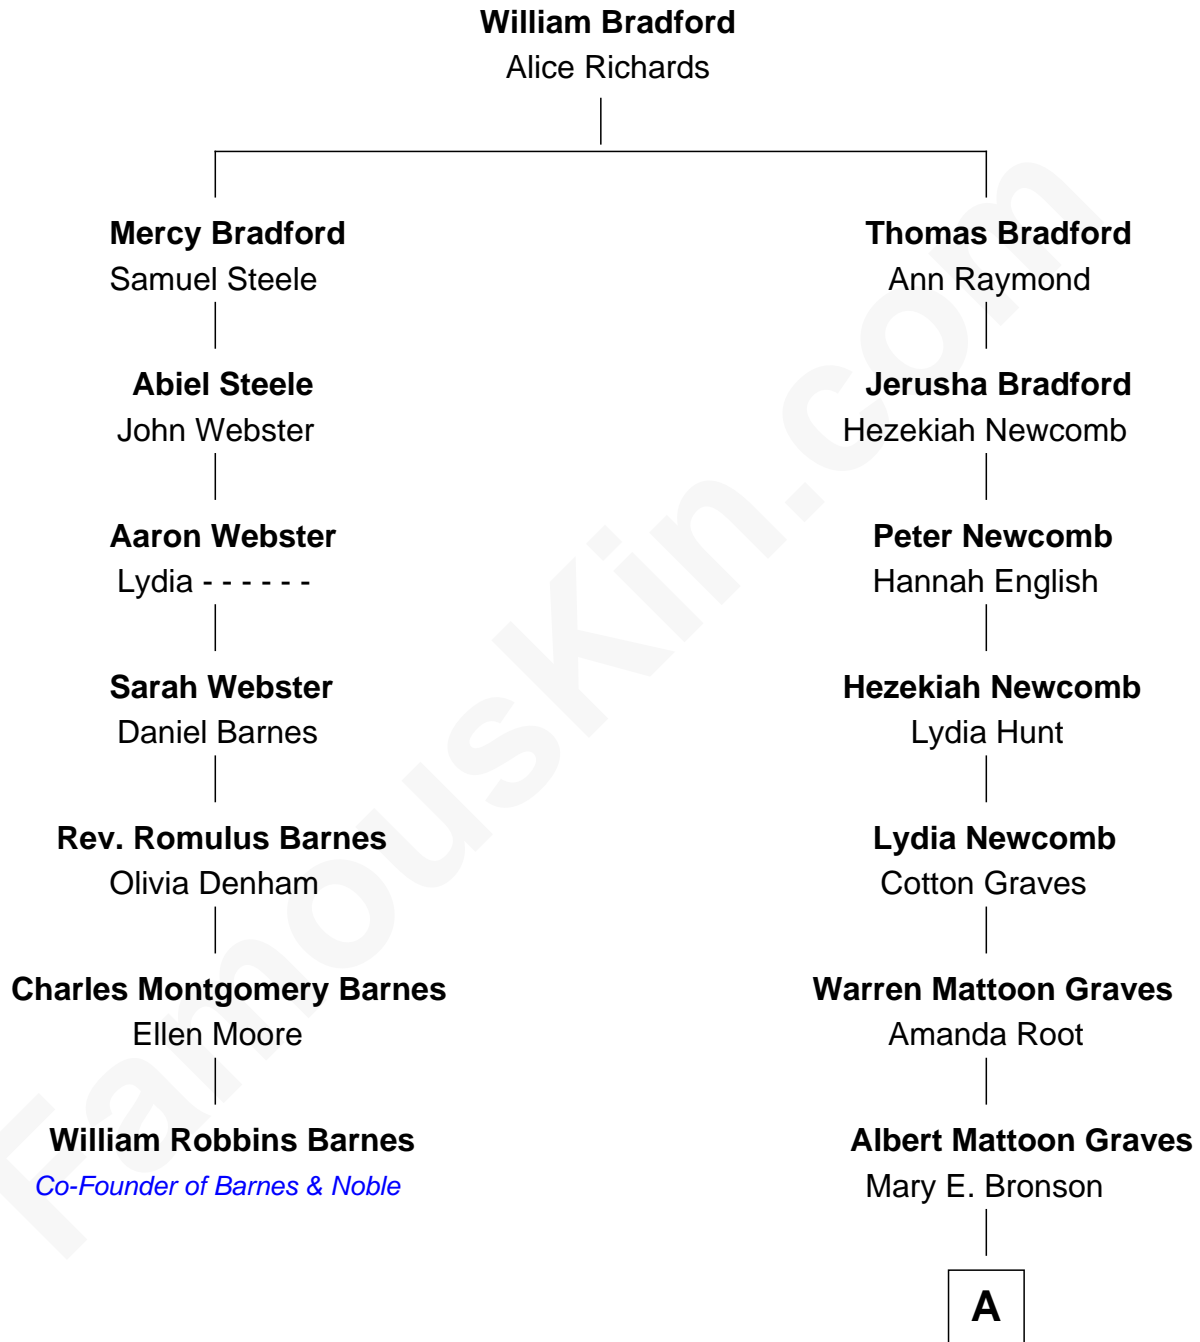 William Bradford
Alice Richards
Mercy Bradford
Samuel Steele
Thomas Bradford
Ann Raymond
Abiel Steele
John Webster
Jerusha Bradford
Hezekiah Newcomb
Aaron Webster
Lydia - - - - - -
Peter Newcomb
Hannah English
Sarah Webster
Daniel Barnes
Hezekiah Newcomb
Lydia Hunt
Rev. Romulus Barnes
Olivia Denham
Lydia Newcomb
Cotton Graves
Charles Montgomery Barnes
Ellen Moore
Warren Mattoon Graves
Amanda Root
William Robbins Barnes
Co-Founder of Barnes & Noble
Albert Mattoon Graves
Mary E. Bronson
A
FamousKin.com